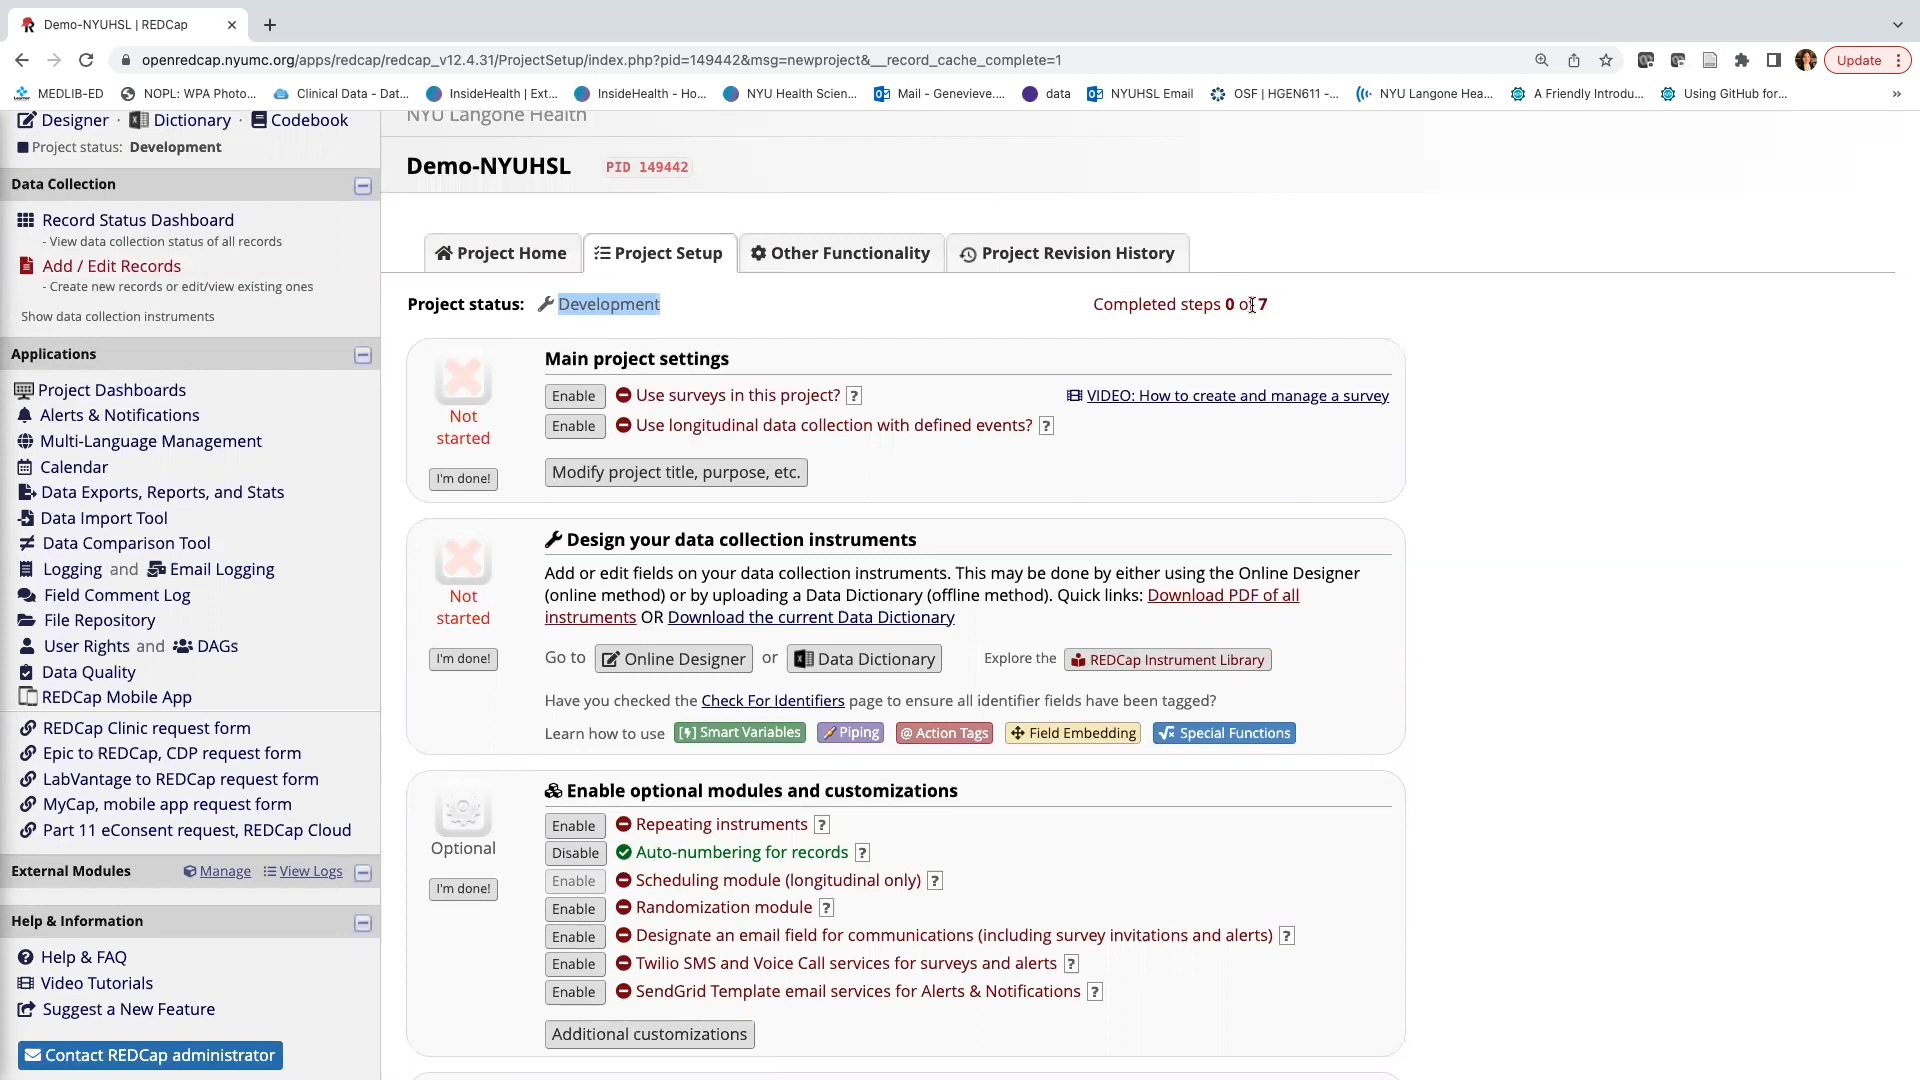 Demo-NYUHSL | REDCap
openredcap.nyumc.org/apps/redcap/redcap_v12.4.31/ProjectSetup/index.php?pid=149442&msg=newproject&__record_cache_complete=1
Update
MEDLIB-ED
NOPL: WPA Photo...
Clinical Data - Dat...
InsideHealth | Ext...
InsideHealth - Ho...
NYU Health Scien...
Mail - Genevieve....
data
NYUHSL Email
OSF | HGEN611 -...
NYU Langone Hea...
A Friendly Introdu...
Using GitHub for...
Designer · Dictionary · Codebook
Project status: Development
Data Collection
Record Status Dashboard
- View data collection status of all records
Add / Edit Records
- Create new records or edit/view existing ones
Show data collection instruments
Applications
Project Dashboards
Alerts & Notifications
Multi-Language Management
Calendar
Data Exports, Reports, and Stats
Data Import Tool
Data Comparison Tool
Logging and Email Logging
Field Comment Log
File Repository
User Rights and DAGs
Data Quality
REDCap Mobile App
REDCap Clinic request form
Epic to REDCap, CDP request form
LabVantage to REDCap request form
MyCap, mobile app request form
Part 11 eConsent request, REDCap Cloud
External Modules Manage View Logs
Help & Information
Help & FAQ
Video Tutorials
Suggest a New Feature
Contact REDCap administrator
NYU Langone Health
Demo-NYUHSL PID 149442
Project Home
Project Setup
Other Functionality
Project Revision History
Project status: Development
Completed steps 0 of 7
Not started
I'm done!
Main project settings
Enable Use surveys in this project? ?
VIDEO: How to create and manage a survey
Enable Use longitudinal data collection with defined events? ?
Modify project title, purpose, etc.
Not started
I'm done!
Design your data collection instruments
Add or edit fields on your data collection instruments. This may be done by either using the Online Designer
(online method) or by uploading a Data Dictionary (offline method). Quick links: Download PDF of all
instruments OR Download the current Data Dictionary
Go to Online Designer or Data Dictionary Explore the REDCap Instrument Library
Have you checked the Check For Identifiers page to ensure all identifier fields have been tagged?
Learn how to use [⚡] Smart Variables Piping @ Action Tags Field Embedding Special Functions
Optional
I'm done!
Enable optional modules and customizations
Enable Repeating instruments ?
Disable Auto-numbering for records ?
Enable Scheduling module (longitudinal only) ?
Enable Randomization module ?
Enable Designate an email field for communications (including survey invitations and alerts) ?
Enable Twilio SMS and Voice Call services for surveys and alerts ?
Enable SendGrid Template email services for Alerts & Notifications ?
Additional customizations